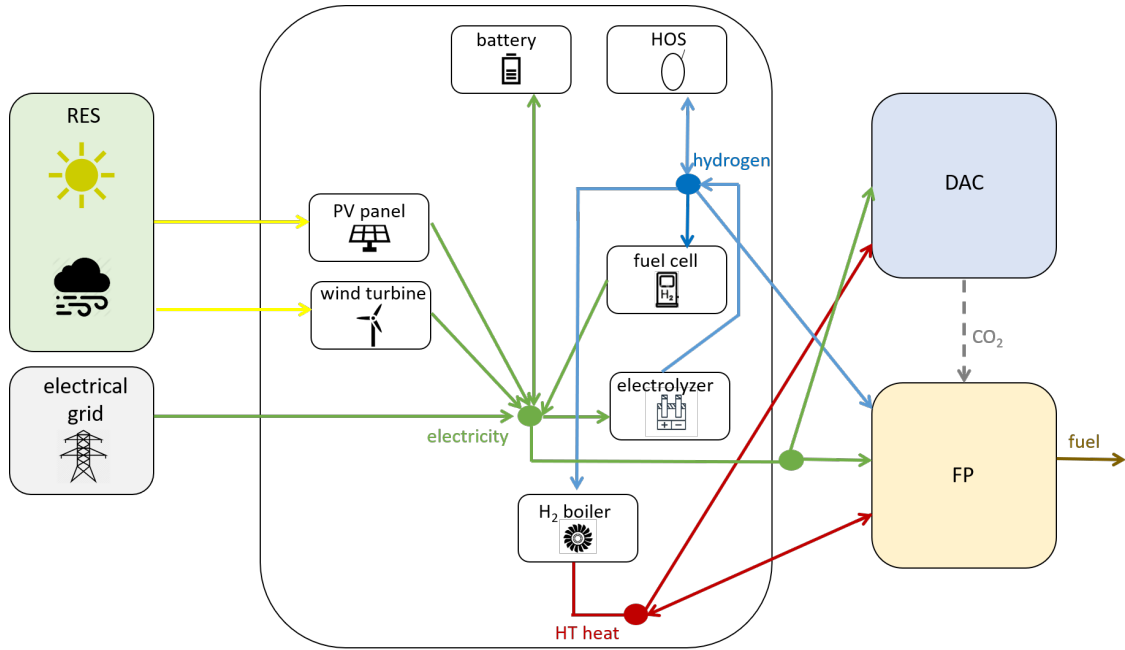 battery
HOS
RES
hydrogen
DAC
PV panel
fuel cell
H₂
wind turbine
CO₂
electrical
grid
electrolyzer
electricity
fuel
FP
H₂ boiler
HT heat